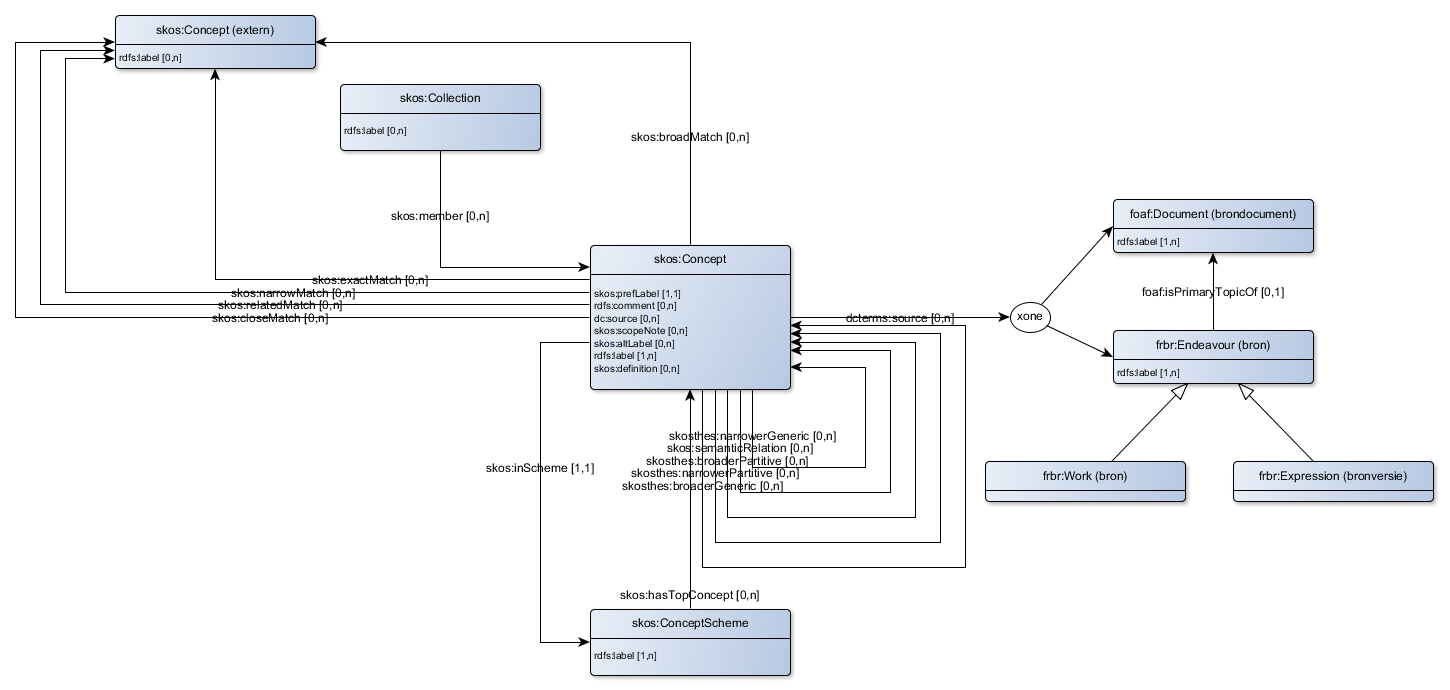 skos:Concept (extern)
rdfs:label [0,n]
skos:Collection
rdfs:label [0,n]
skos:broadMatch [0,n]
skos:member [0,n]
foaf:Document (brondocument)
rdfs:label [1,n]
skos:Concept
skos:prefLabel [1,1]
rdfs:comment [0,n]
dc:source [0,n]
skos:scopeNote [0,n]
skos:altLabel [0,n]
rdfs:label [1,n]
skos:definition [0,n]
skos:exactMatch [0,n]
skos:narrowMatch [0,n]
skos:relatedMatch [0,n]
skos:closeMatch [0,n]
dcterms:source [0,n]
xone
foaf:isPrimaryTopicOf [0,1]
frbr:Endeavour (bron)
rdfs:label [1,n]
skosthes:narrowerGeneric [0,n]
skos:semanticRelation [0,n]
skosthes:broaderPartitive [0,n]
skosthes:narrowerPartitive [0,n]
skosthes:broaderGeneric [0,n]
skos:inScheme [1,1]
frbr:Work (bron)
frbr:Expression (bronversie)
skos:hasTopConcept [0,n]
skos:ConceptScheme
rdfs:label [1,n]